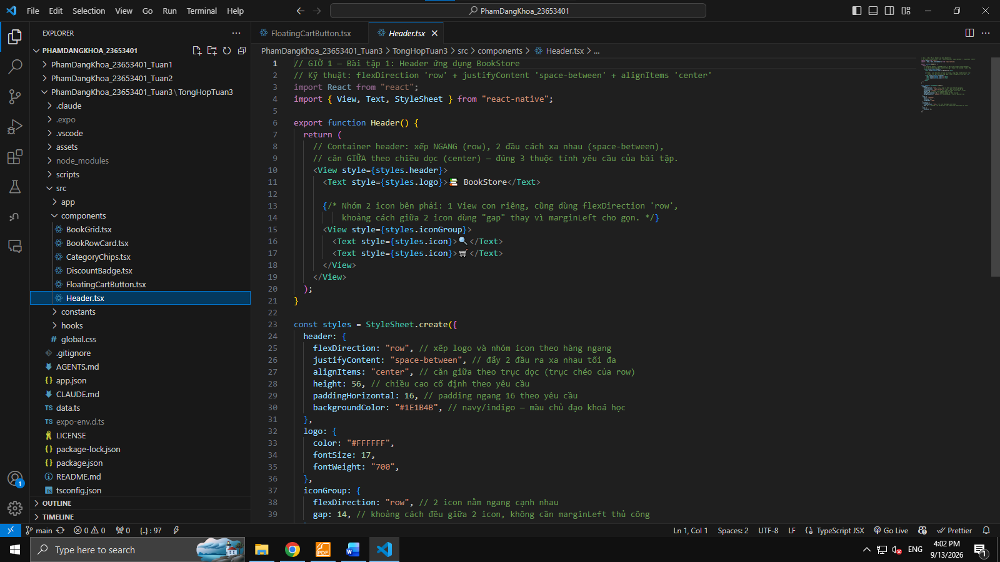 File Edit Selection View Go Run Terminal Help
PhamDangKhoa_23653401
EXPLORER
PHAMDANGKHOA_23653401
PhamDangKhoa_23653401_Tuan1
PhamDangKhoa_23653401_Tuan2
PhamDangKhoa_23653401_Tuan3\TongHopTuan3
.claude
.expo
.vscode
assets
node_modules
scripts
src
app
components
BookGrid.tsx
BookRowCard.tsx
CategoryChips.tsx
DiscountBadge.tsx
FloatingCartButton.tsx
Header.tsx
constants
hooks
# global.css
.gitignore
AGENTS.md
{} app.json
CLAUDE.md
TS data.ts
TS expo-env.d.ts
LICENSE
{} package-lock.json
{} package.json
README.md
TS tsconfig.json
OUTLINE
TIMELINE
FloatingCartButton.tsx
Header.tsx
PhamDangKhoa_23653401_Tuan3 > TongHopTuan3 > src > components > Header.tsx > ...
1 // GIỜ 1 — Bài tập 1: Header ứng dụng BookStore
2 // Kỹ thuật: flexDirection 'row' + justifyContent 'space-between' + alignItems 'center'
3 import React from "react";
4 import { View, Text, StyleSheet } from "react-native";
5
6 export function Header() {
7 return (
8 // Container header: xếp NGANG (row), 2 đầu cách xa nhau (space-between),
9 // căn GIỮA theo chiều dọc (center) — đúng 3 thuộc tính yêu cầu của bài tập.
10 <View style={styles.header}>
11 <Text style={styles.logo}>📚 BookStore</Text>
12
13 {/* Nhóm 2 icon bên phải: 1 View con riêng, cũng dùng flexDirection 'row',
14 khoảng cách giữa 2 icon dùng "gap" thay vì marginLeft cho gọn. */}
15 <View style={styles.iconGroup}>
16 <Text style={styles.icon}>🔍</Text>
17 <Text style={styles.icon}>🛒</Text>
18 </View>
19 </View>
20 );
21 }
22
23 const styles = StyleSheet.create({
24 header: {
25 flexDirection: "row", // xếp logo và nhóm icon theo hàng ngang
26 justifyContent: "space-between", // đẩy 2 đầu ra xa nhau tối đa
27 alignItems: "center", // căn giữa theo trục dọc (trục chéo của row)
28 height: 56, // chiều cao cố định theo yêu cầu
29 paddingHorizontal: 16, // padding ngang 16 theo yêu cầu
30 backgroundColor: "#1E1B4B", // navy/indigo — màu chủ đạo khoá học
31 },
32 logo: {
33 color: "#FFFFFF",
34 fontSize: 17,
35 fontWeight: "700",
36 },
37 iconGroup: {
38 flexDirection: "row", // 2 icon nằm ngang cạnh nhau
39 gap: 14, // khoảng cách đều giữa 2 icon, không cần marginLeft thủ công
1
main 0 0 0 {..} : 97
Ln 1, Col 1 Spaces: 2 UTF-8 LF TypeScript JSX Go Live Prettier
Type here to search
PDF
ENG
4:02 PM
9/13/2026
1